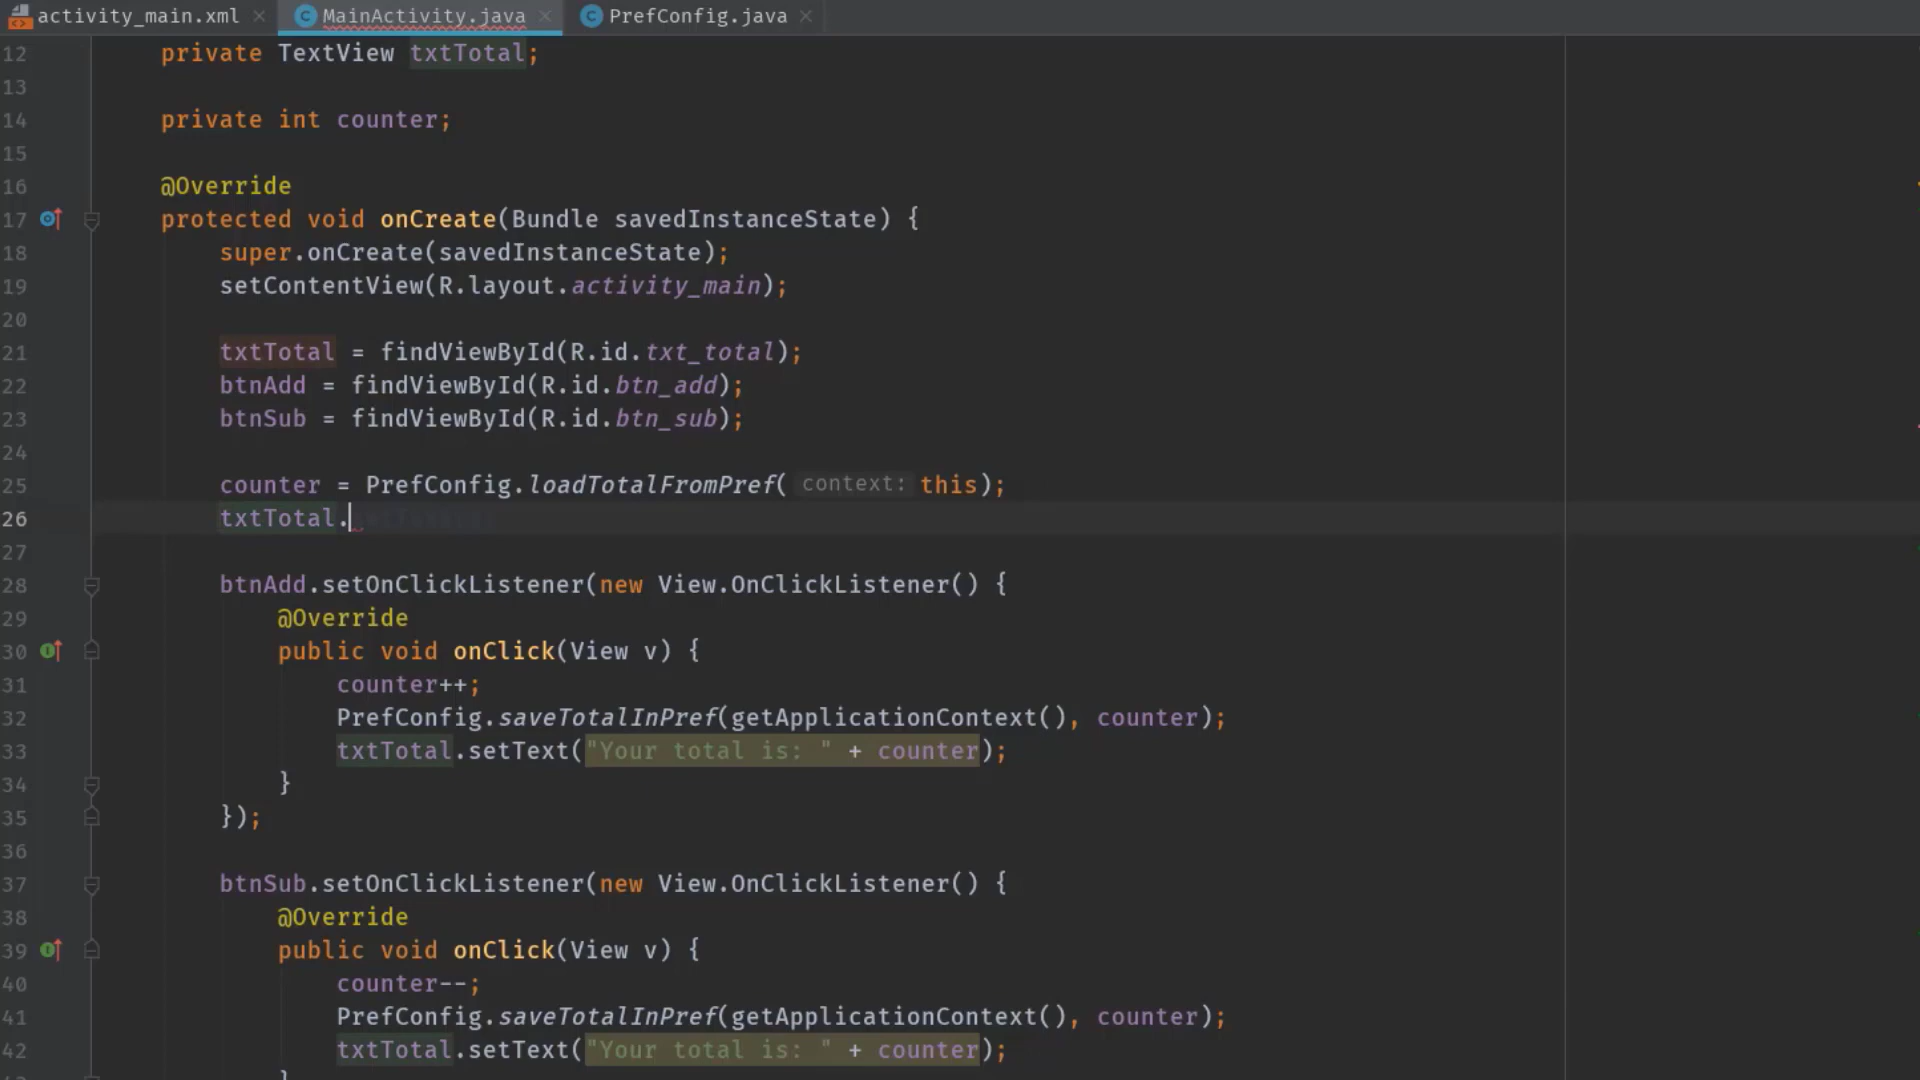 activity_main.xml MainActivity.java PrefConfig.java
12 private TextView txtTotal;
13
14 private int counter;
15
16 @Override
17 protected void onCreate(Bundle savedInstanceState) {
18 super.onCreate(savedInstanceState);
19 setContentView(R.layout.activity_main);
20
21 txtTotal = findViewById(R.id.txt_total);
22 btnAdd = findViewById(R.id.btn_add);
23 btnSub = findViewById(R.id.btn_sub);
24
25 counter = PrefConfig.loadTotalFromPref( context: this);
26 txtTotal.
27
28 btnAdd.setOnClickListener(new View.OnClickListener() {
29 @Override
30 public void onClick(View v) {
31 counter++;
32 PrefConfig.saveTotalInPref(getApplicationContext(), counter);
33 txtTotal.setText("Your total is: " + counter);
34 }
35 });
36
37 btnSub.setOnClickListener(new View.OnClickListener() {
38 @Override
39 public void onClick(View v) {
40 counter--;
41 PrefConfig.saveTotalInPref(getApplicationContext(), counter);
42 txtTotal.setText("Your total is: " + counter);